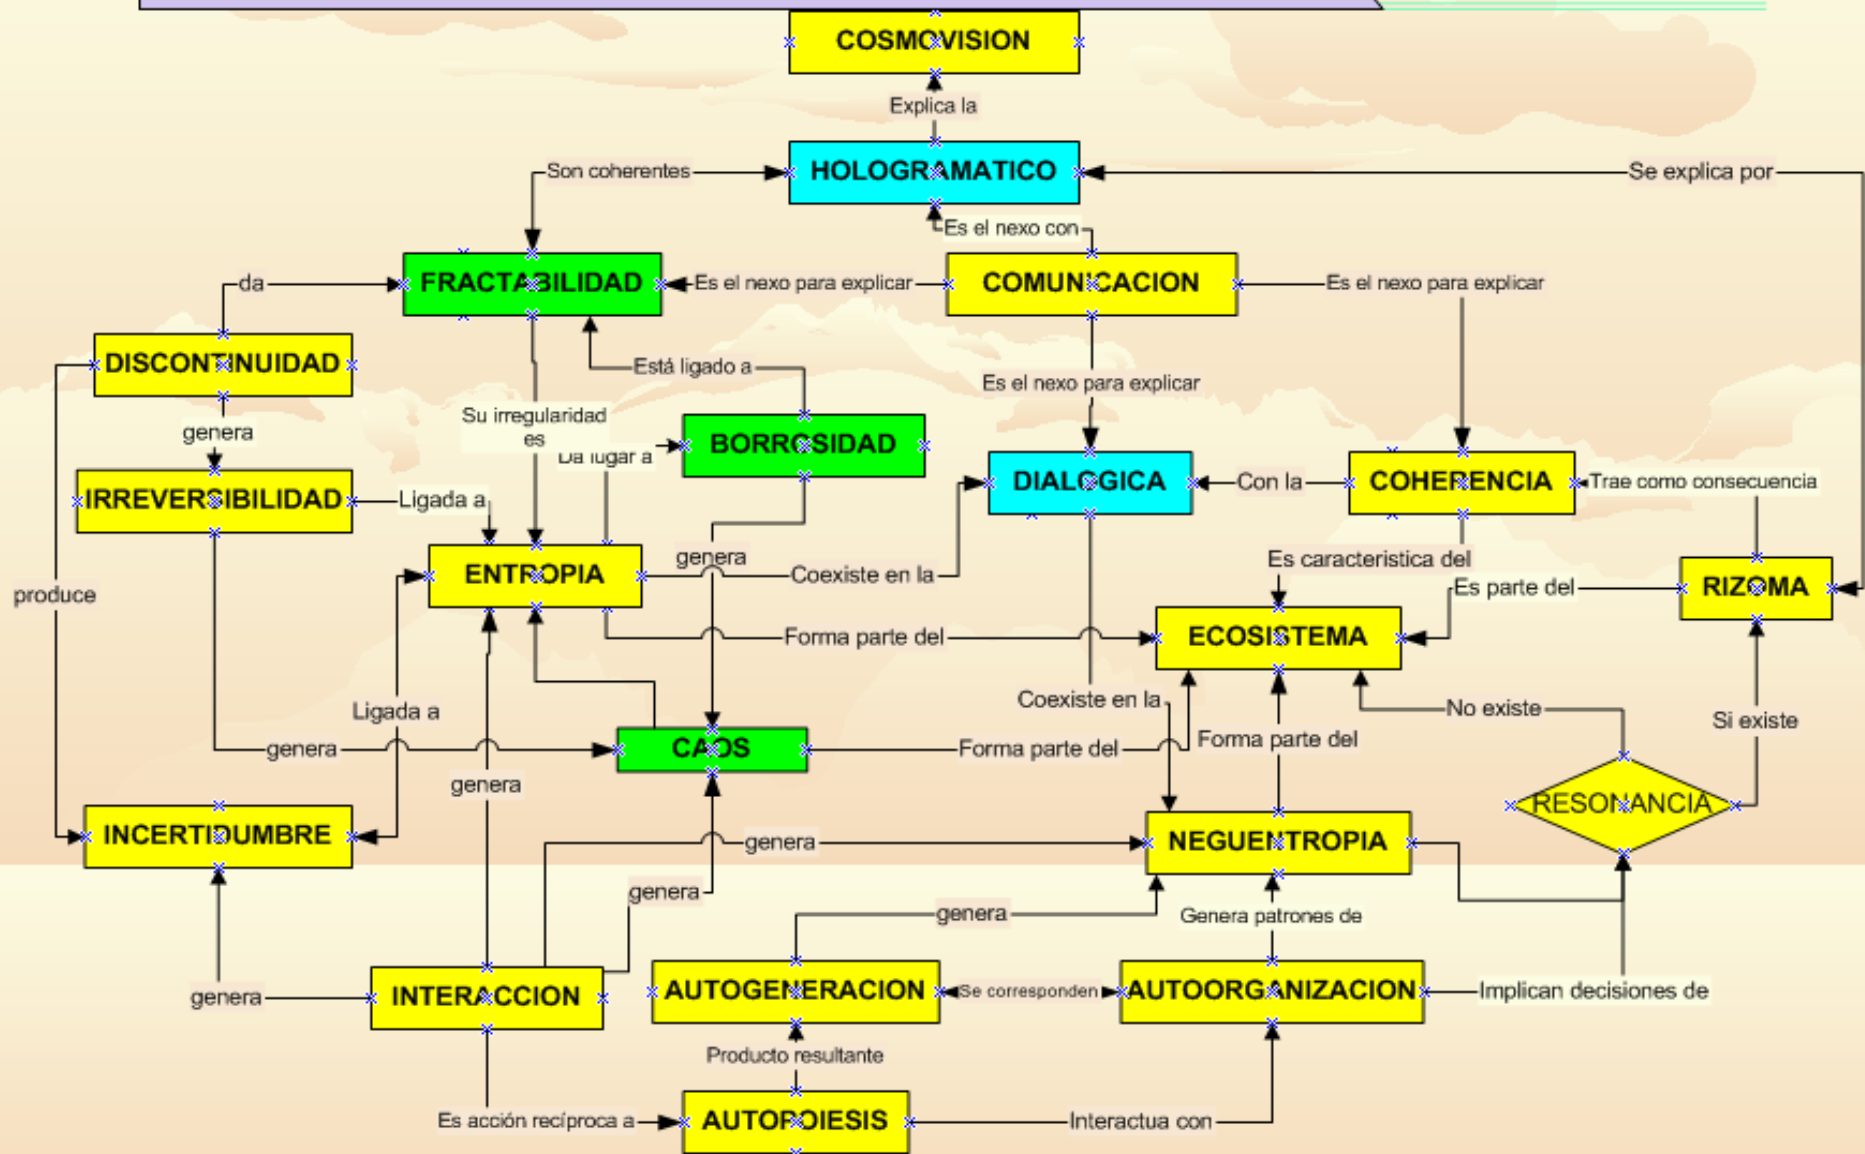 COSMOVISION
Explica la
HOLOGRAMATICO
Son coherentes
Se explica por
Es el nexo con
FRACTABILIDAD
COMUNICACION
da
Es el nexo para explicar
Es el nexo para explicar
DISCONTINUIDAD
Está ligado a
Es el nexo para explicar
genera
Su irregularidad
es
Da lugar a
BORROSIDAD
DIALOGICA
Con la
COHERENCIA
Trae como consecuencia
IRREVERSIBILIDAD
Ligada a
genera
Es caracteristica del
ENTROPIA
Coexiste en la
Es parte del
RIZOMA
produce
Forma parte del
ECOSISTEMA
Ligada a
Coexiste en la
No existe
Si existe
genera
CAOS
Forma parte del
Forma parte del
genera
RESONANCIA
INCERTIDUMBRE
genera
NEGUENTROPIA
genera
genera
Genera patrones de
genera
INTERACCION
AUTOGENERACION
Se corresponden
AUTOORGANIZACION
Implican decisiones de
Producto resultante
Es acción recíproca a
AUTOPOIESIS
Interactua con